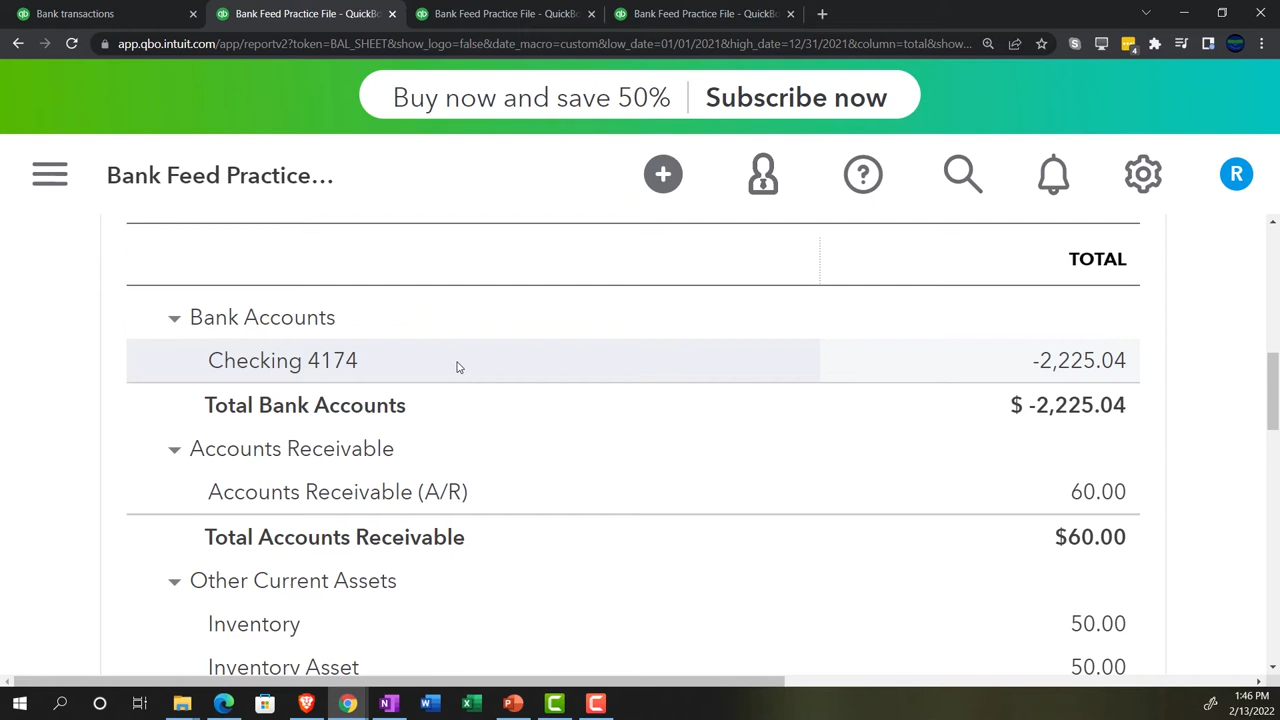 Bank transactions
Bank Feed Practice File - QuickBo
Bank Feed Practice File - QuickBo
Bank Feed Practice File - QuickBo
app.qbo.intuit.com/app/reportv2?token=BAL_SHEET&show_logo=false&date_macro=custom&low_date=01/01/2021&high_date=12/31/2021&column=total&show...
4
Buy now and save 50% Subscribe now
Bank Feed Practice...
R
TOTAL
Bank Accounts
Checking 4174 -2,225.04
Total Bank Accounts $ -2,225.04
Accounts Receivable
Accounts Receivable (A/R) 60.00
Total Accounts Receivable $60.00
Other Current Assets
Inventory 50.00
Inventory Asset 50.00
1:46 PM
2/13/2022